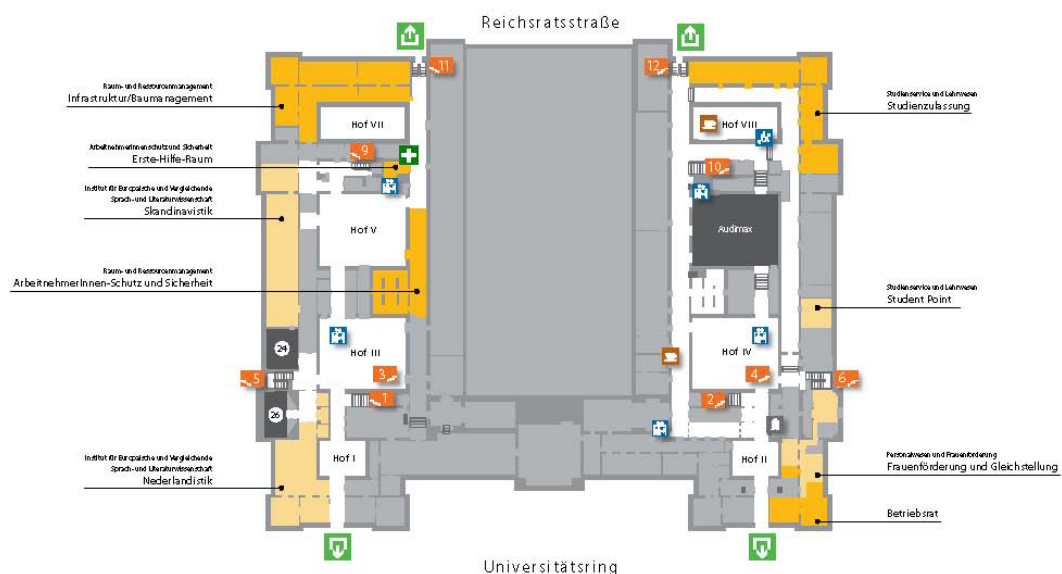 Reichsratsstraße
11
12
Raum- und Ressourcenmanagement
Infrastruktur/Baumanagement
Studienservice und Lehrwesen
Studienzulassung
Hof VII
Hof VIII
ArbeitnehmerInnenschutz und Sicherheit
Erste-Hilfe-Raum
9
10
Institut für Europäische und Vergleichende
Sprach- und Literaturwissenschaft
Skandinavistik
Hof V
Audimax
Raum- und Ressourcenmanagement
ArbeitnehmerInnen-Schutz und Sicherheit
Studienservice und Lehrwesen
Student Point
24
Hof III
Hof IV
5
3
4
6
1
2
26
Institut für Europäische und Vergleichende
Sprach- und Literaturwissenschaft
Nederlandistik
Hof I
Hof II
Personalwesen und Frauenförderung
Frauenförderung und Gleichstellung
Betriebsrat
Universitätsring